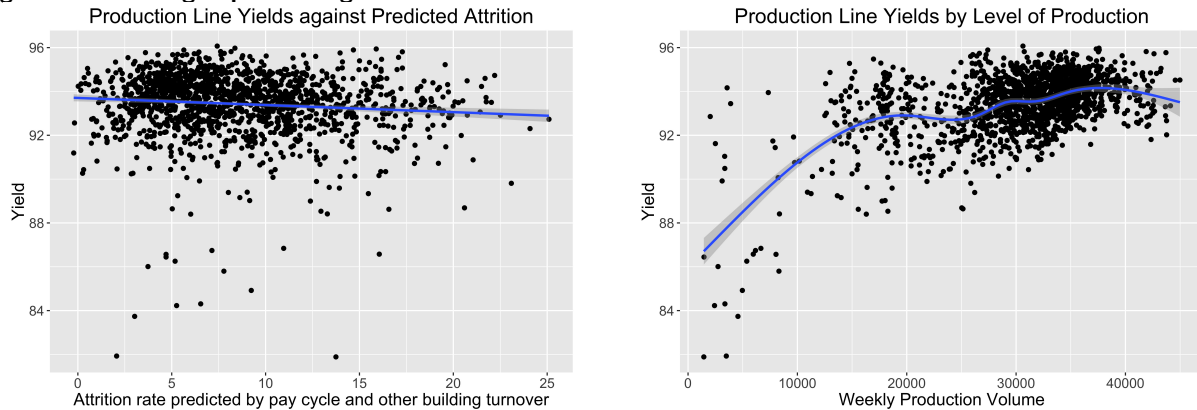 Production Line Yields against Predicted Attrition
96
92
88
84
Yield
0 5 10 15 20 25
Attrition rate predicted by pay cycle and other building turnover
Production Line Yields by Level of Production
96
92
88
84
Yield
0 10000 20000 30000 40000
Weekly Production Volume